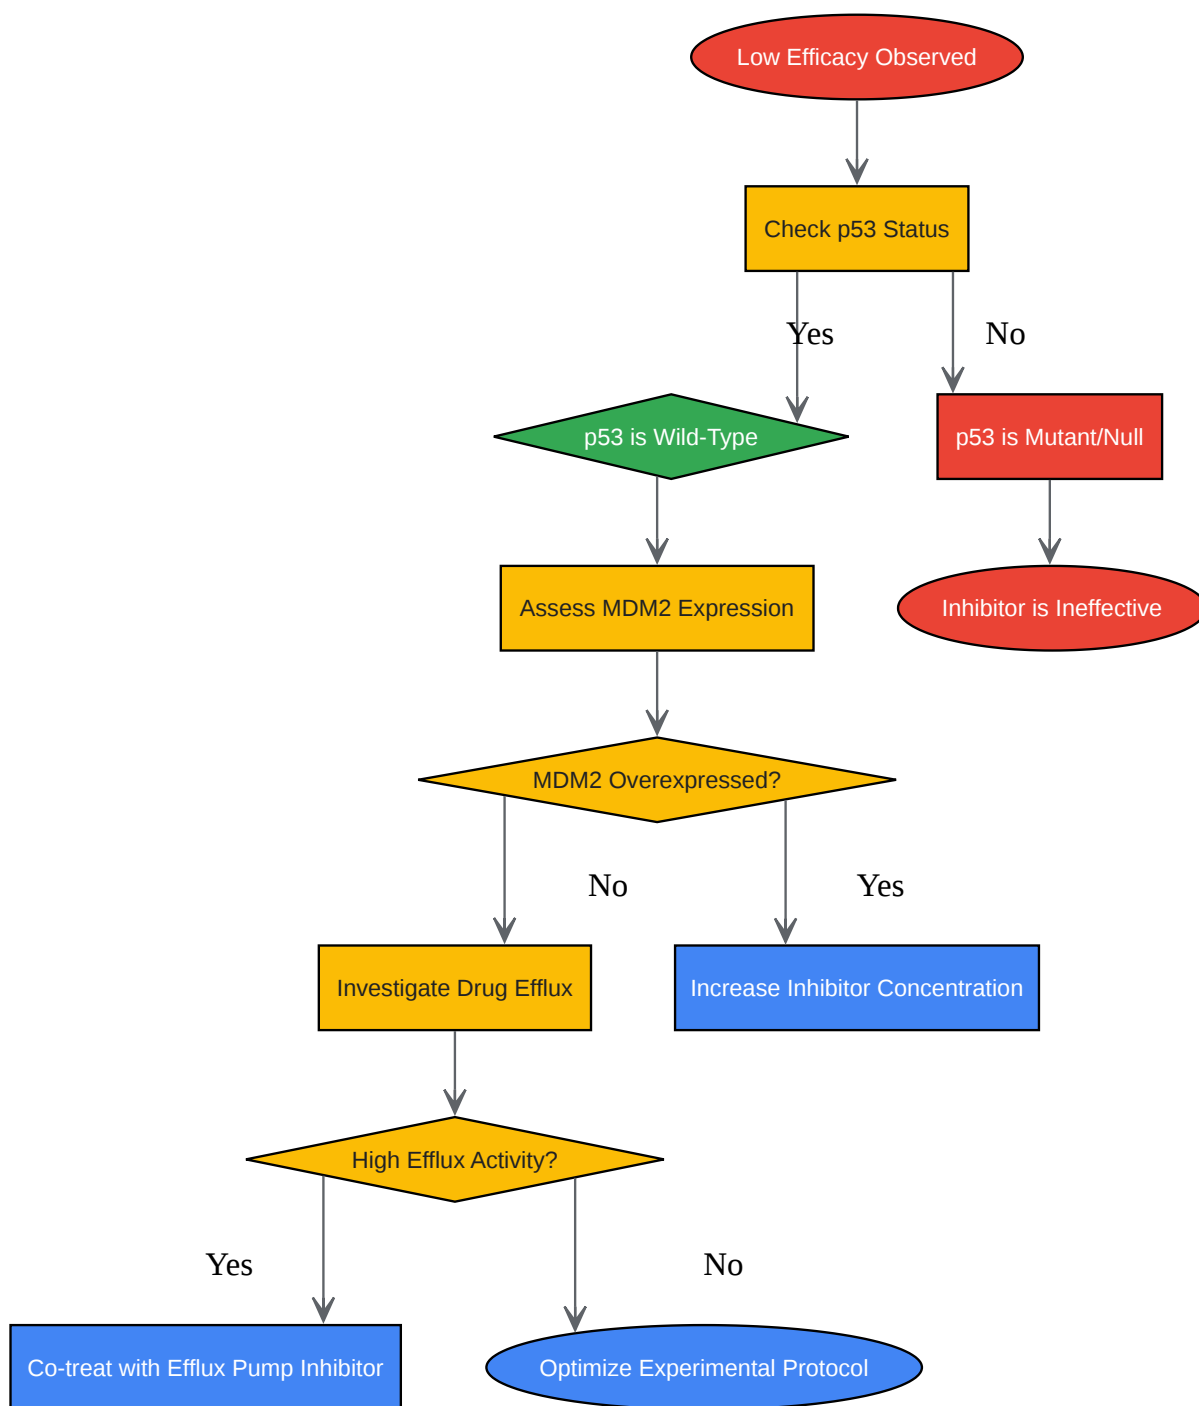 Low Efficacy Observed
Check p53 Status
Yes
No
p53 is Wild-Type
p53 is Mutant/Null
Assess MDM2 Expression
Inhibitor is Ineffective
MDM2 Overexpressed?
No
Yes
Investigate Drug Efflux
Increase Inhibitor Concentration
High Efflux Activity?
Yes
No
Co-treat with Efflux Pump Inhibitor
Optimize Experimental Protocol